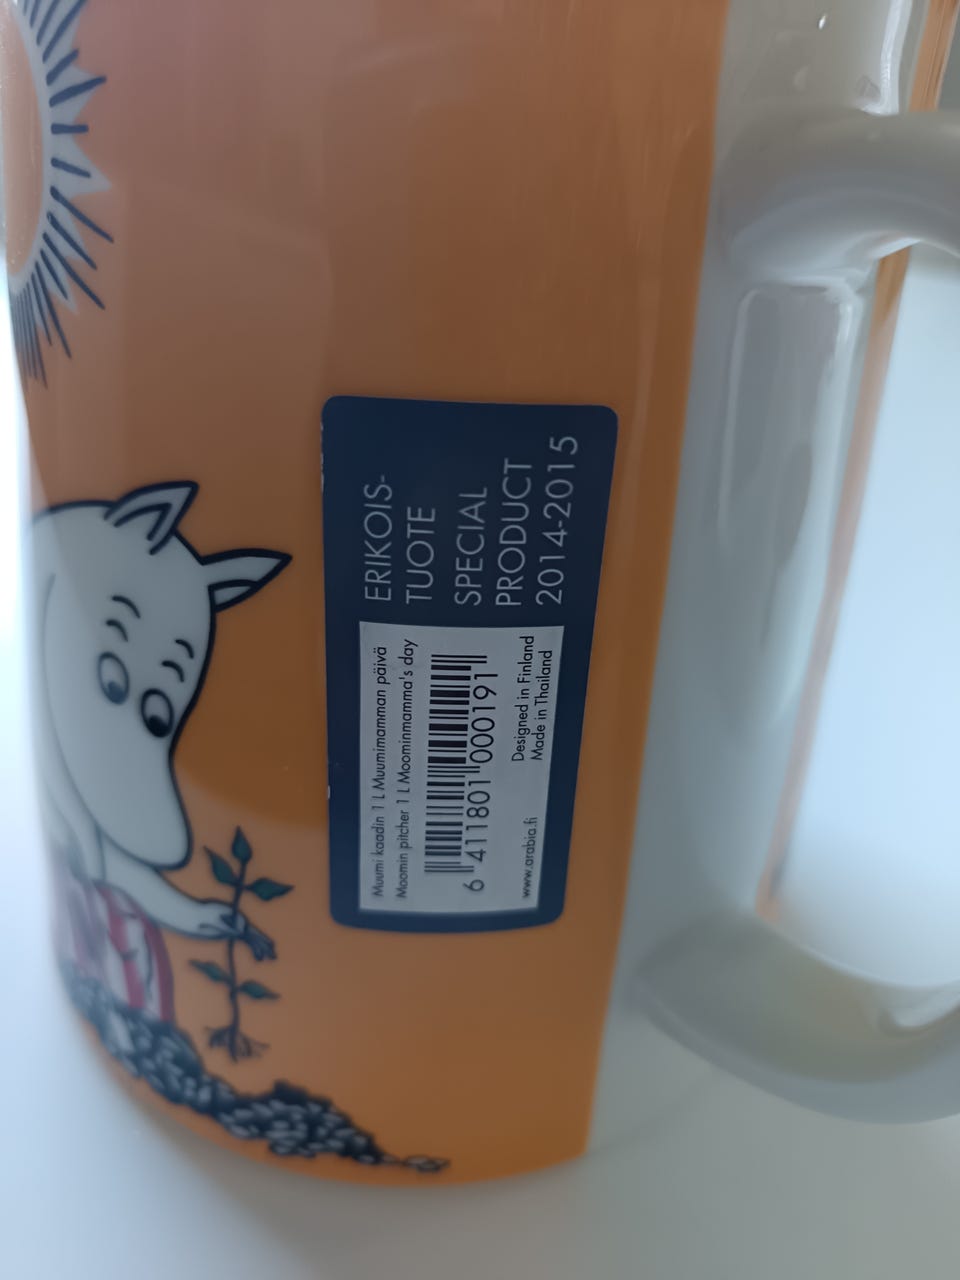 ERIKOIS-
TUOTE
SPECIAL
PRODUCT
2014-2015
Muumi kaadin 1 L Muumimamman päivä
Moomin pitcher 1 L Moominmamma's day
6 411801 000191
Designed in Finland
www.arabia.fi Made in Thailand